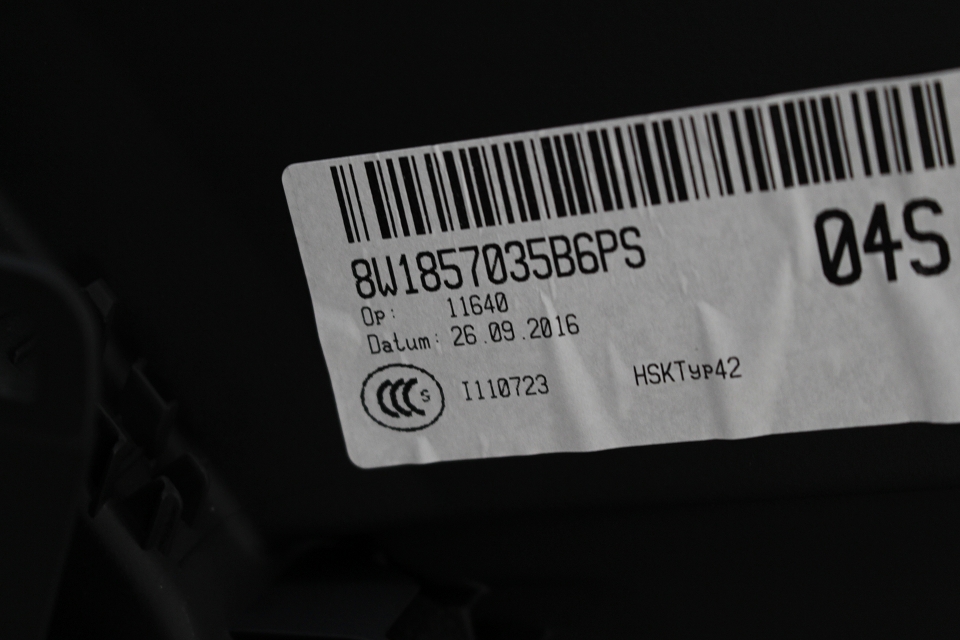 8W1857035B6PS
04S
Op: 11640
Datum: 26.09.2016
CCC S I110723 HSKTyp42